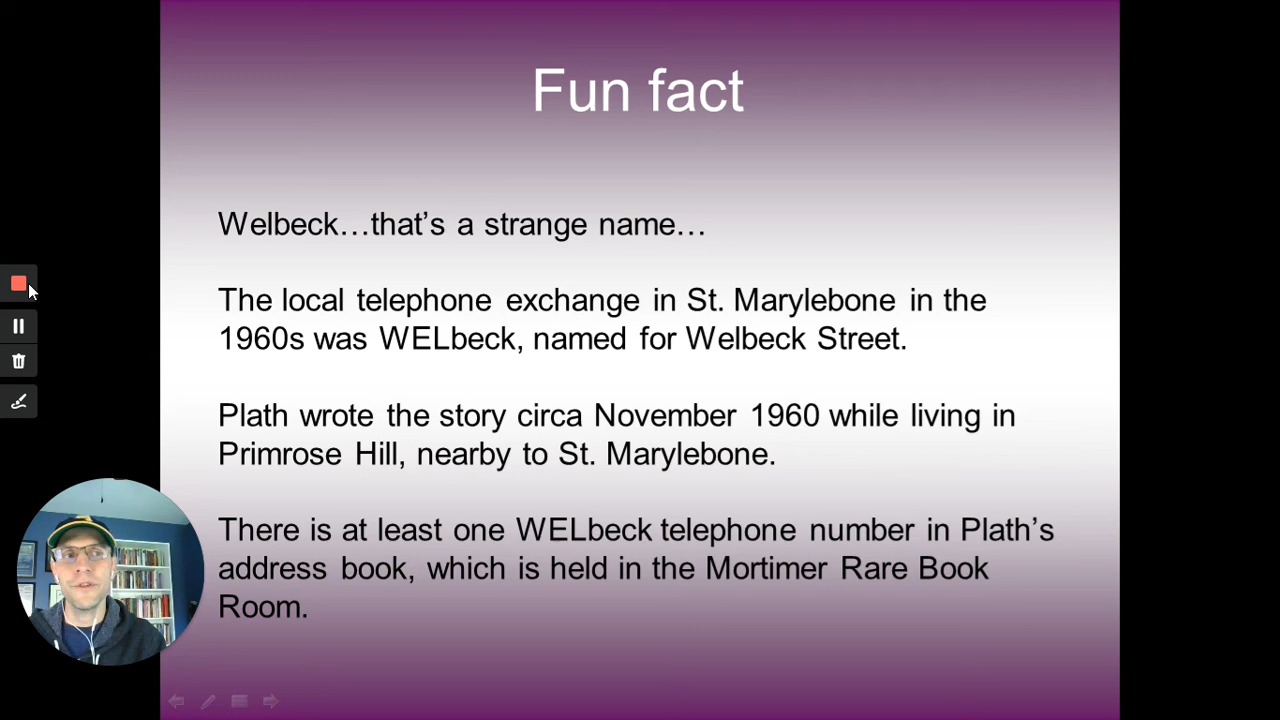 Fun fact
Welbeck…that’s a strange name…
The local telephone exchange in St. Marylebone in the
1960s was WELbeck, named for Welbeck Street.
Plath wrote the story circa November 1960 while living in
Primrose Hill, nearby to St. Marylebone.
There is at least one WELbeck telephone number in Plath’s
address book, which is held in the Mortimer Rare Book
Room.